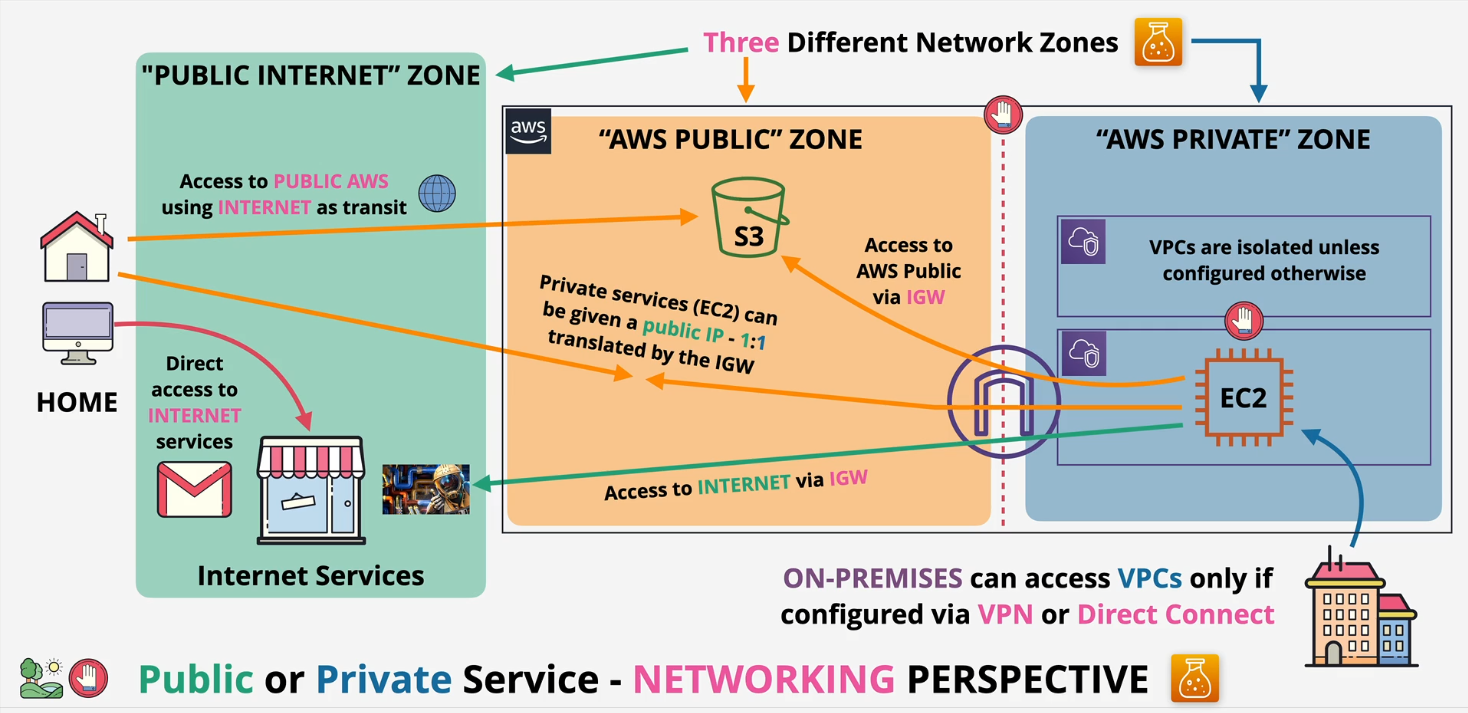 Three Different Network Zones
"PUBLIC INTERNET” ZONE
aws
“AWS PUBLIC” ZONE
“AWS PRIVATE” ZONE
Access to PUBLIC AWS
using INTERNET as transit
S3
Access to
AWS Public
via IGW
VPCs are isolated unless
configured otherwise
Private services (EC2) can
be given a public IP - 1:1
translated by the IGW
HOME
Direct
access to
INTERNET
services
EC2
Access to INTERNET via IGW
Internet Services
ON-PREMISES can access VPCs only if
configured via VPN or Direct Connect
Public or Private Service - NETWORKING PERSPECTIVE